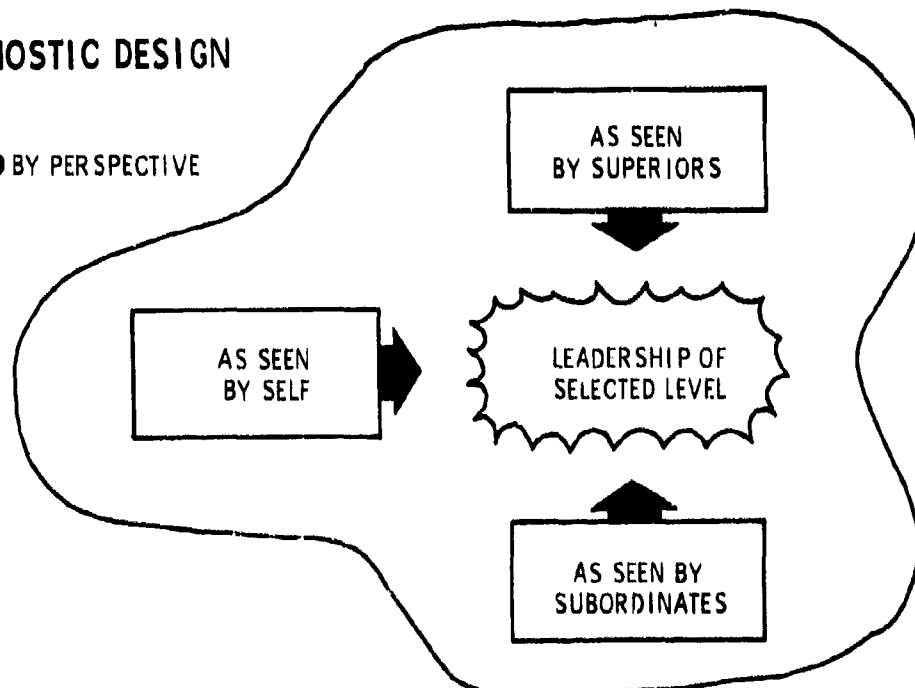 OSTIC DESIGN
BY PERSPECTIVE
AS SEEN
BY SUPERIORS
AS SEEN
BY SELF
LEADERSHIP OF
SELECTED LEVEL
AS SEEN BY
SUBORDINATES